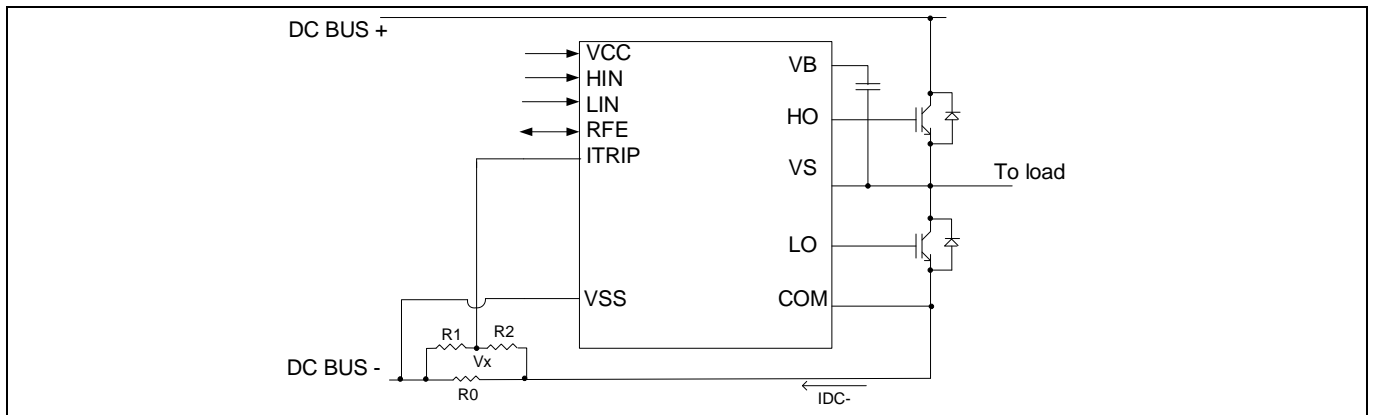 DC BUS +
VCC
HIN
LIN
RFE
ITRIP
VSS
VB
HO
VS
LO
COM
To load
R1
R2
Vx
DC BUS -
R0
IDC-